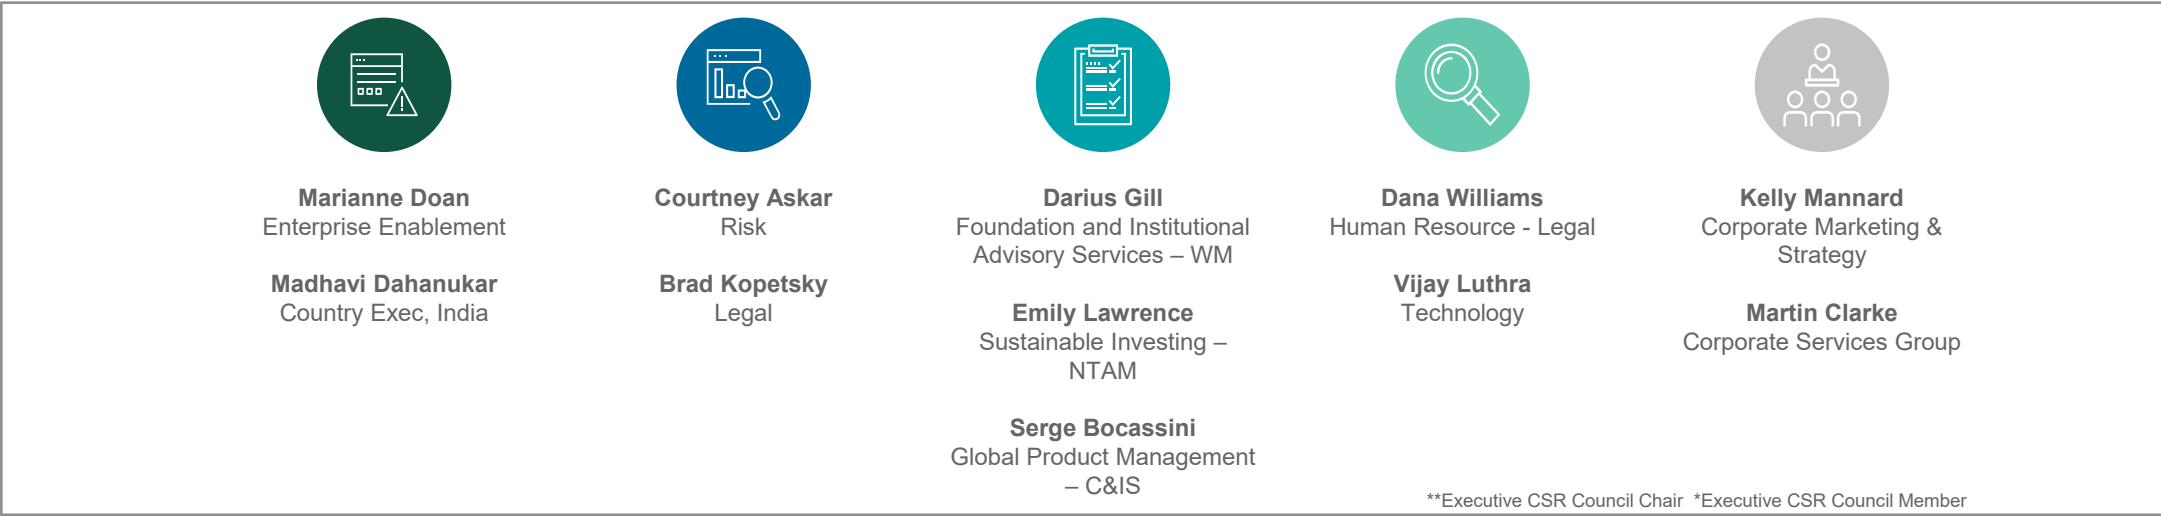 Marianne Doan
Enterprise Enablement
Madhavi Dahanukar
Country Exec, India
Courtney Askar
Risk
Brad Kopetsky
Legal
Darius Gill
Foundation and Institutional
Advisory Services – WM
Emily Lawrence
Sustainable Investing –
NTAM
Serge Bocassini
Global Product Management
– C&IS
Dana Williams
Human Resource - Legal
Vijay Luthra
Technology
Kelly Mannard
Corporate Marketing &
Strategy
Martin Clarke
Corporate Services Group
**Executive CSR Council Chair *Executive CSR Council Member